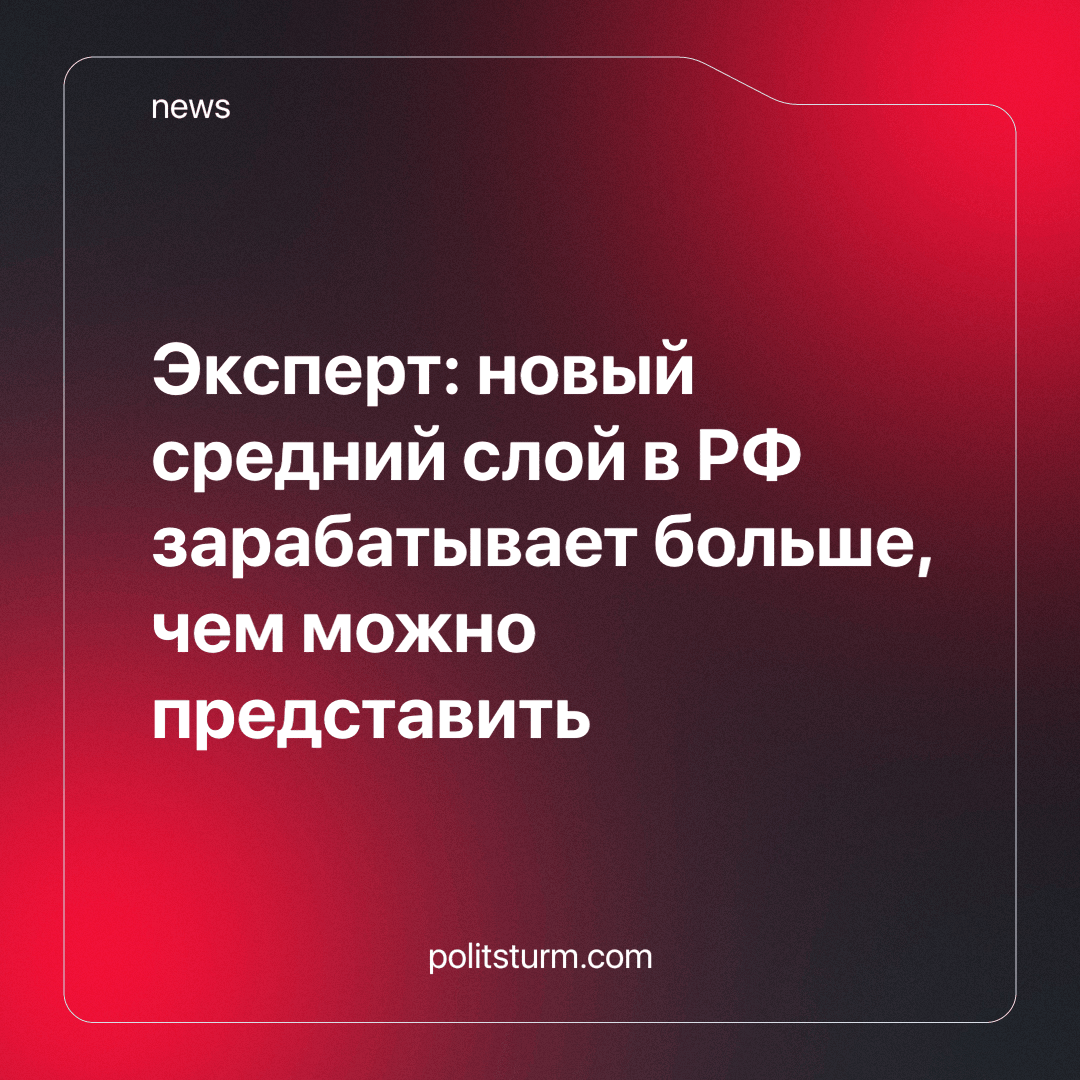 news
Эксперт: новый
средний слой в РФ
зарабатывает больше,
чем можно
представить
politsturm.com